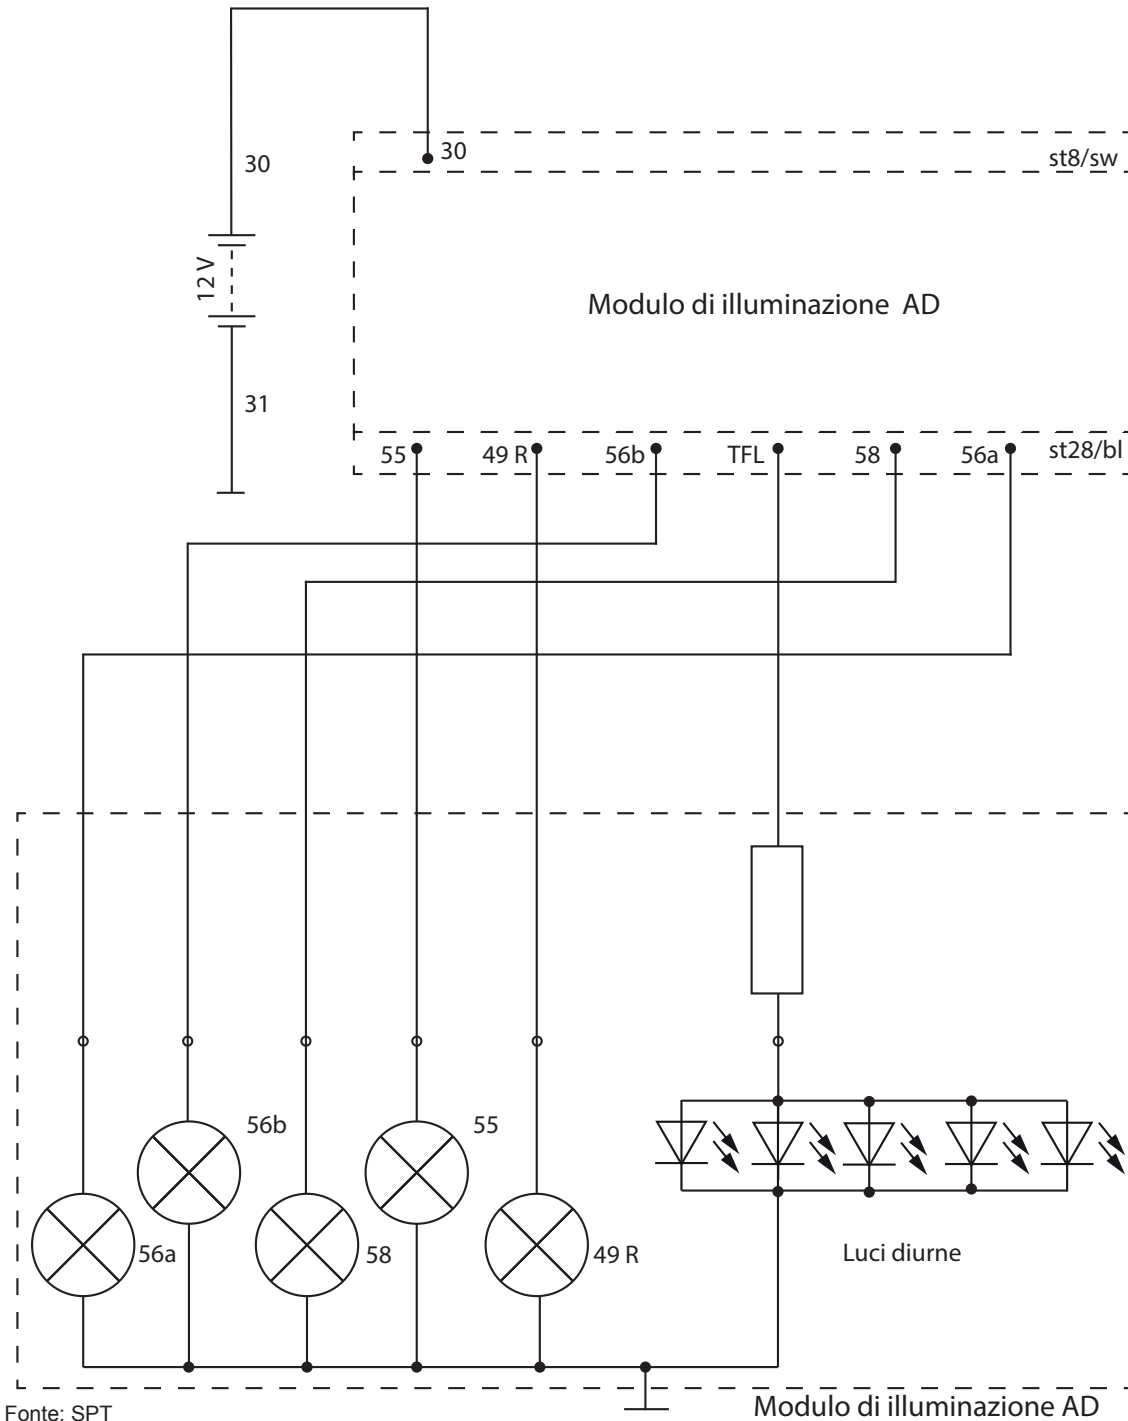 30
30
st8/sw
12 V
Modulo di illuminazione AD
31
55
49 R
56b
TFL
58
56a
st28/bl
56b
55
56a
58
49 R
Luci diurne
Modulo di illuminazione AD
Fonte: SPT